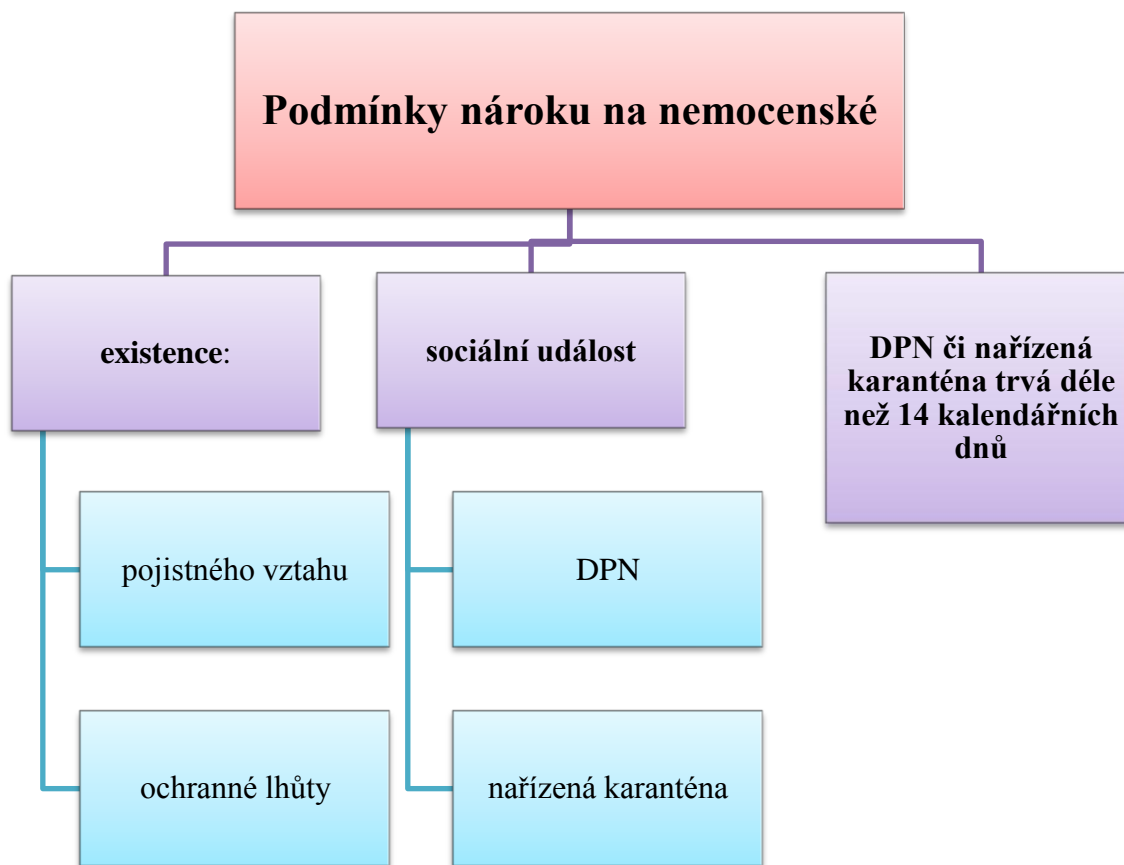 Podmínky nároku na nemocenské
existence:
pojistného vztahu
ochranné lhůty
sociální událost
DPN
nařízená karanténa
DPN či nařízená
karanténa trvá déle
než 14 kalendářních
dnů